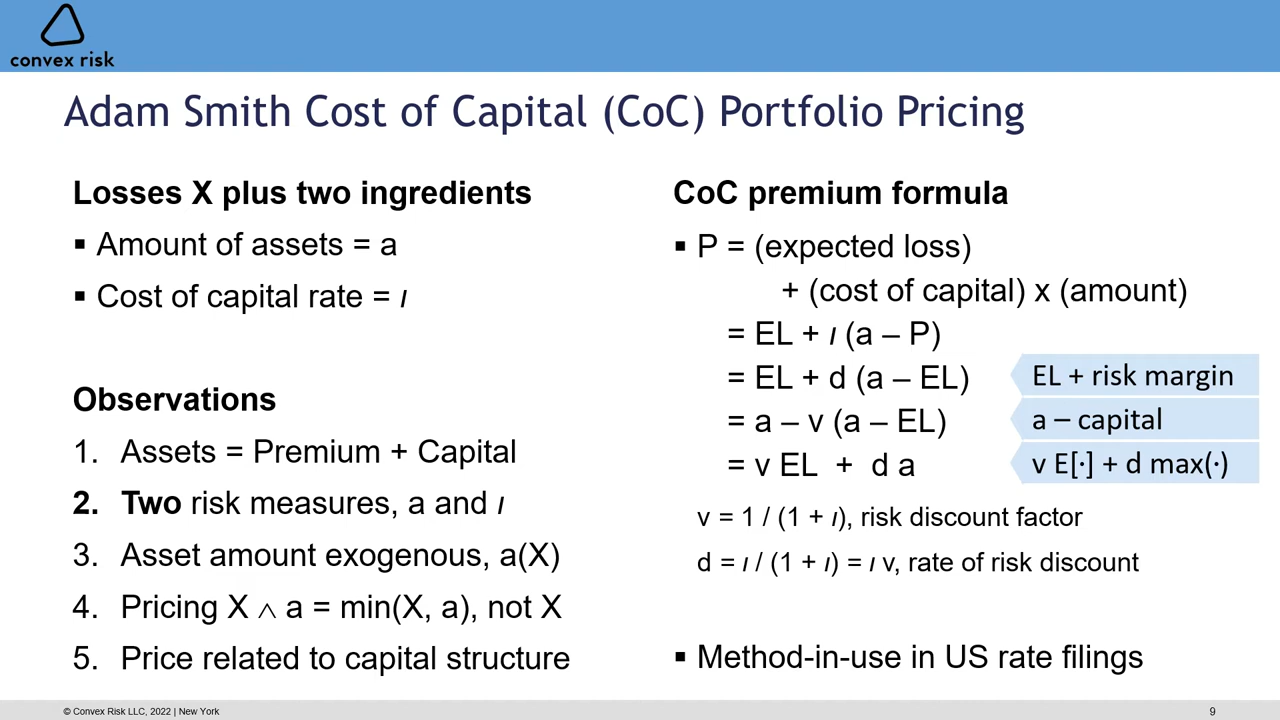 convex risk
Adam Smith Cost of Capital (CoC) Portfolio Pricing
Losses X plus two ingredients
▪ Amount of assets = a
▪ Cost of capital rate = ı
Observations
1. Assets = Premium + Capital
2. Two risk measures, a and ı
3. Asset amount exogenous, a(X)
4. Pricing X ∧ a = min(X, a), not X
5. Price related to capital structure
CoC premium formula
▪ P = (expected loss)
+ (cost of capital) x (amount)
= EL + ı (a – P)
= EL + d (a – EL)
EL + risk margin
= a – v (a – EL)
a – capital
= v EL + d a
v E[·] + d max(·)
v = 1 / (1 + ı), risk discount factor
d = ı / (1 + ı) = ı v, rate of risk discount
▪ Method-in-use in US rate filings
© Convex Risk LLC, 2022 | New York
9